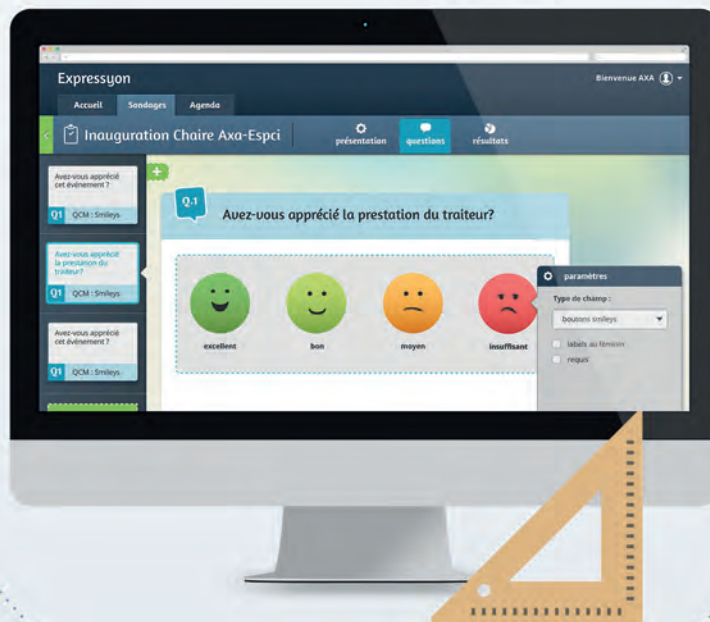 Expressyon
Bienvenue AXA
Accueil Sondages Agenda
Inauguration Chaire Axa-Espci
présentation questions résultats
Avez-vous apprécié
cet événement ?
Q1 QCM : Smileys
Avez-vous apprécié
la prestation du
traiteur?
Q1 QCM : Smileys
Avez-vous apprécié
cet événement ?
Q1 QCM : Smileys
Q.1
Avez-vous apprécié la prestation du traiteur?
excellent bon moyen insuffisant
paramètres
Type de champ :
boutons smileys
labels au féminin
requis